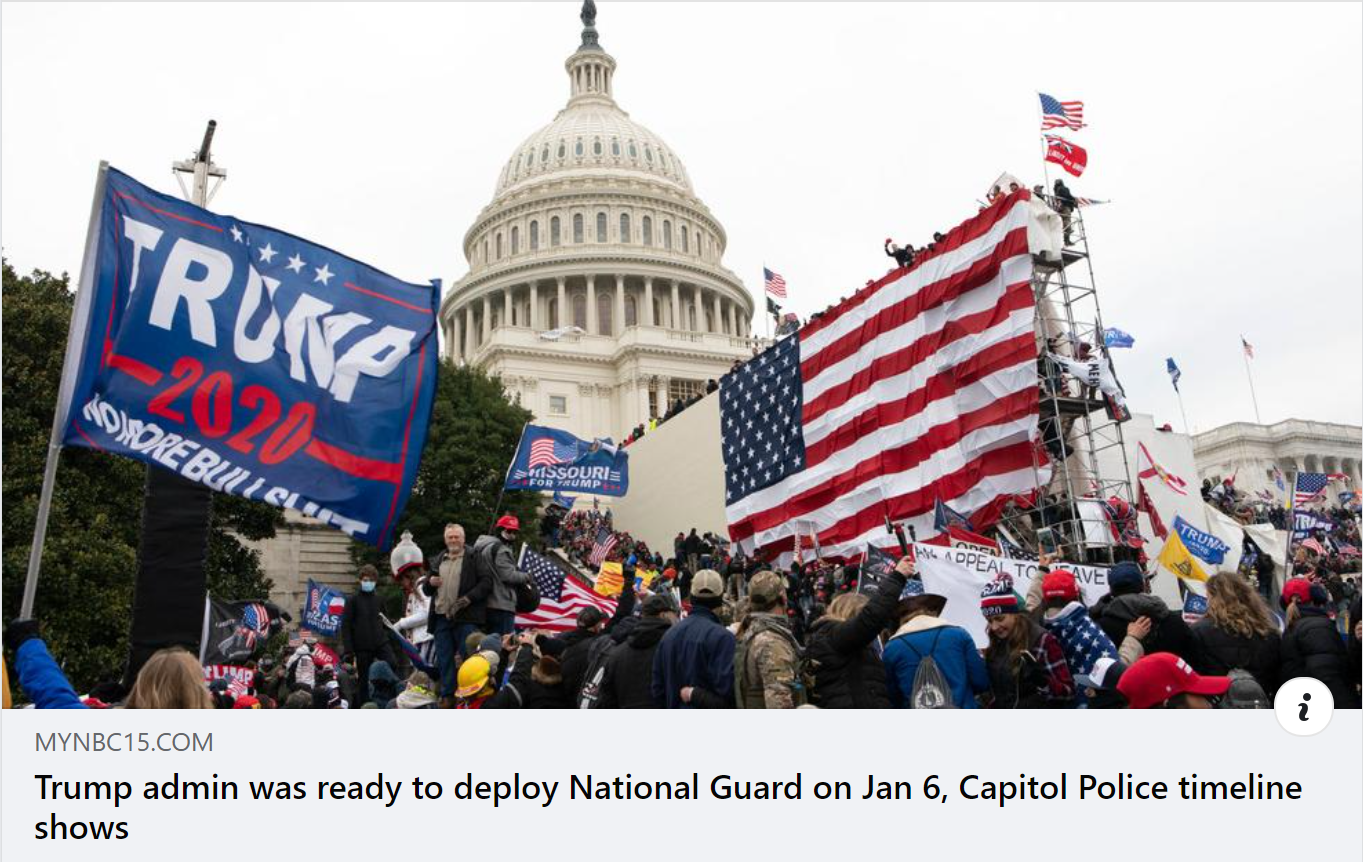 TRUMP
2020
NO MORE BULLSHIT
MISSOURI
FOR TRUMP
TRUMP
TRUMP
APPEAL TO HEAVEN
MYNBC15.COM
Trump admin was ready to deploy National Guard on Jan 6, Capitol Police timeline
shows